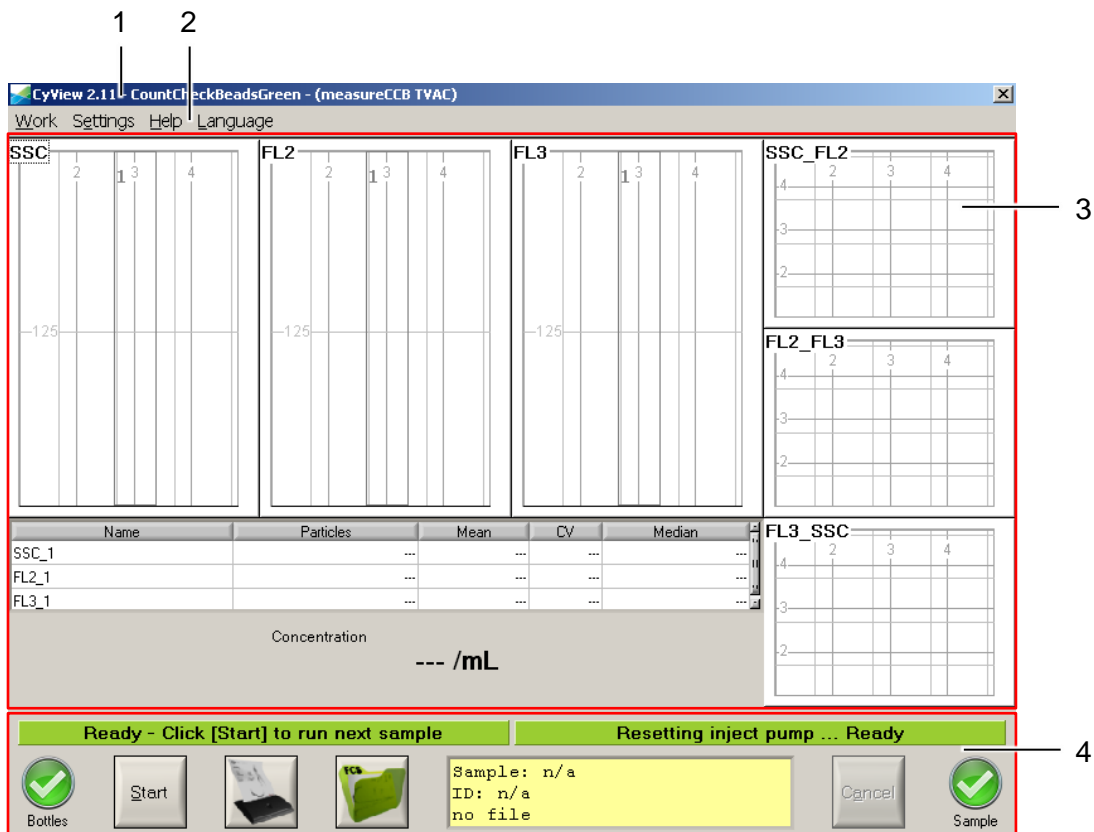 1 2
CyView 2.11 - CountCheckBeadsGreen - (measureCCB TVAC)
Work Settings Help Language
SSC
2 1 3 4
125
FL2
2 1 3 4
125
FL3
2 1 3 4
125
SSC_FL2
2 3 4
4
3
2
3
FL2_FL3
2 3 4
4
3
2
Name Particles Mean CV Median
SSC_1 --- --- --- ---
FL2_1 --- --- --- ---
FL3_1 --- --- --- ---
Concentration
--- /mL
FL3_SSC
2 3 4
4
3
2
Ready - Click [Start] to run next sample
Resetting inject pump ... Ready
4
Bottles
Start
FCS
Sample: n/a
ID: n/a
no file
Cancel
Sample